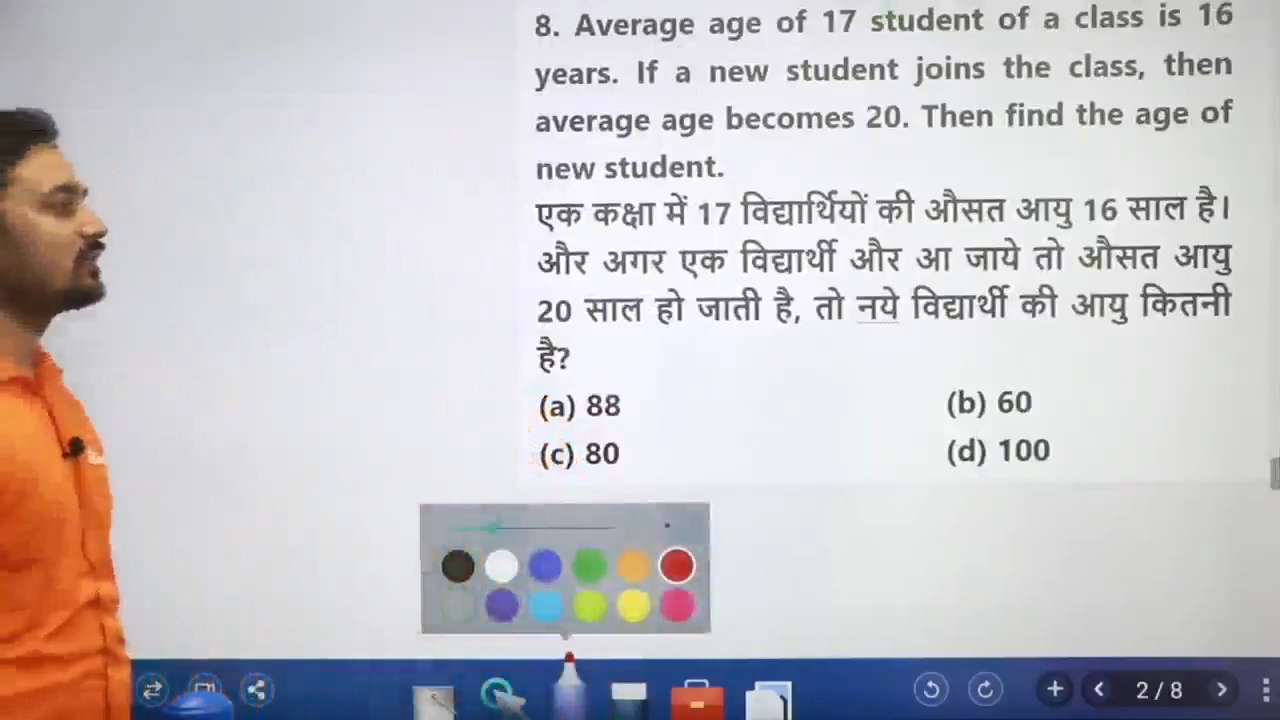 8. Average age of 17 student of a class is 16
years. If a new student joins the class, then
average age becomes 20. Then find the age of
new student.
एक कक्षा में 17 विद्यार्थियों की औसत आयु 16 साल है।
और अगर एक विद्यार्थी और आ जाये तो औसत आयु
20 साल हो जाती है, तो नये विद्यार्थी की आयु कितनी
है?
(a) 88 (b) 60
(c) 80 (d) 100
2 / 8